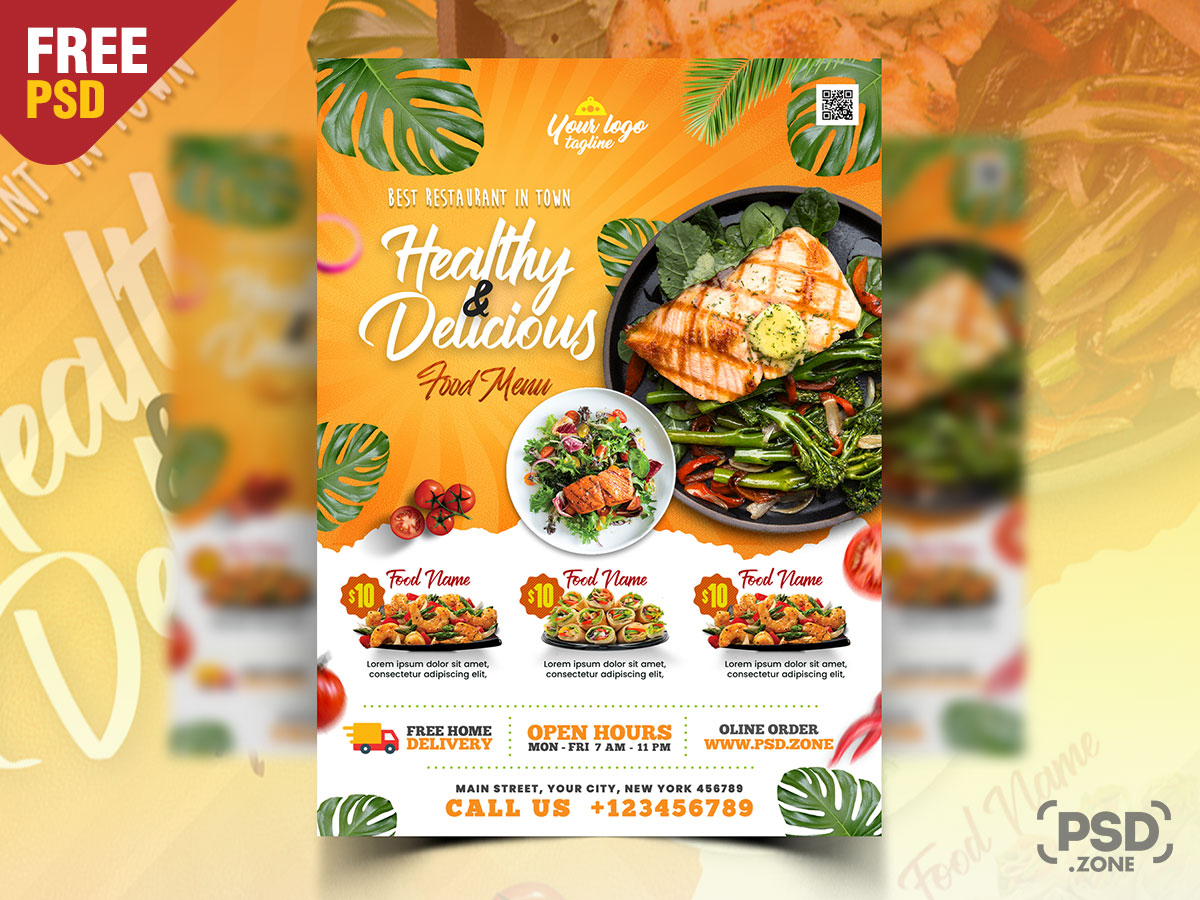 FREE
PSD
Your logo
tagline
BEST RESTAURANT IN TOWN
Healthy
&
Delicious
Food Menu
$10
Food Name
Lorem ipsum dolor sit amet,
consectetur adipiscing elit,
$10
Food Name
Lorem ipsum dolor sit amet,
consectetur adipiscing elit,
$10
Food Name
Lorem ipsum dolor sit amet,
consectetur adipiscing elit,
FREE HOME
DELIVERY
OPEN HOURS
MON - FRI 7 AM - 11 PM
OLINE ORDER
WWW.PSD.ZONE
MAIN STREET, YOUR CITY, NEW YORK 456789
CALL US +123456789
Food Name
PSD
.ZONE